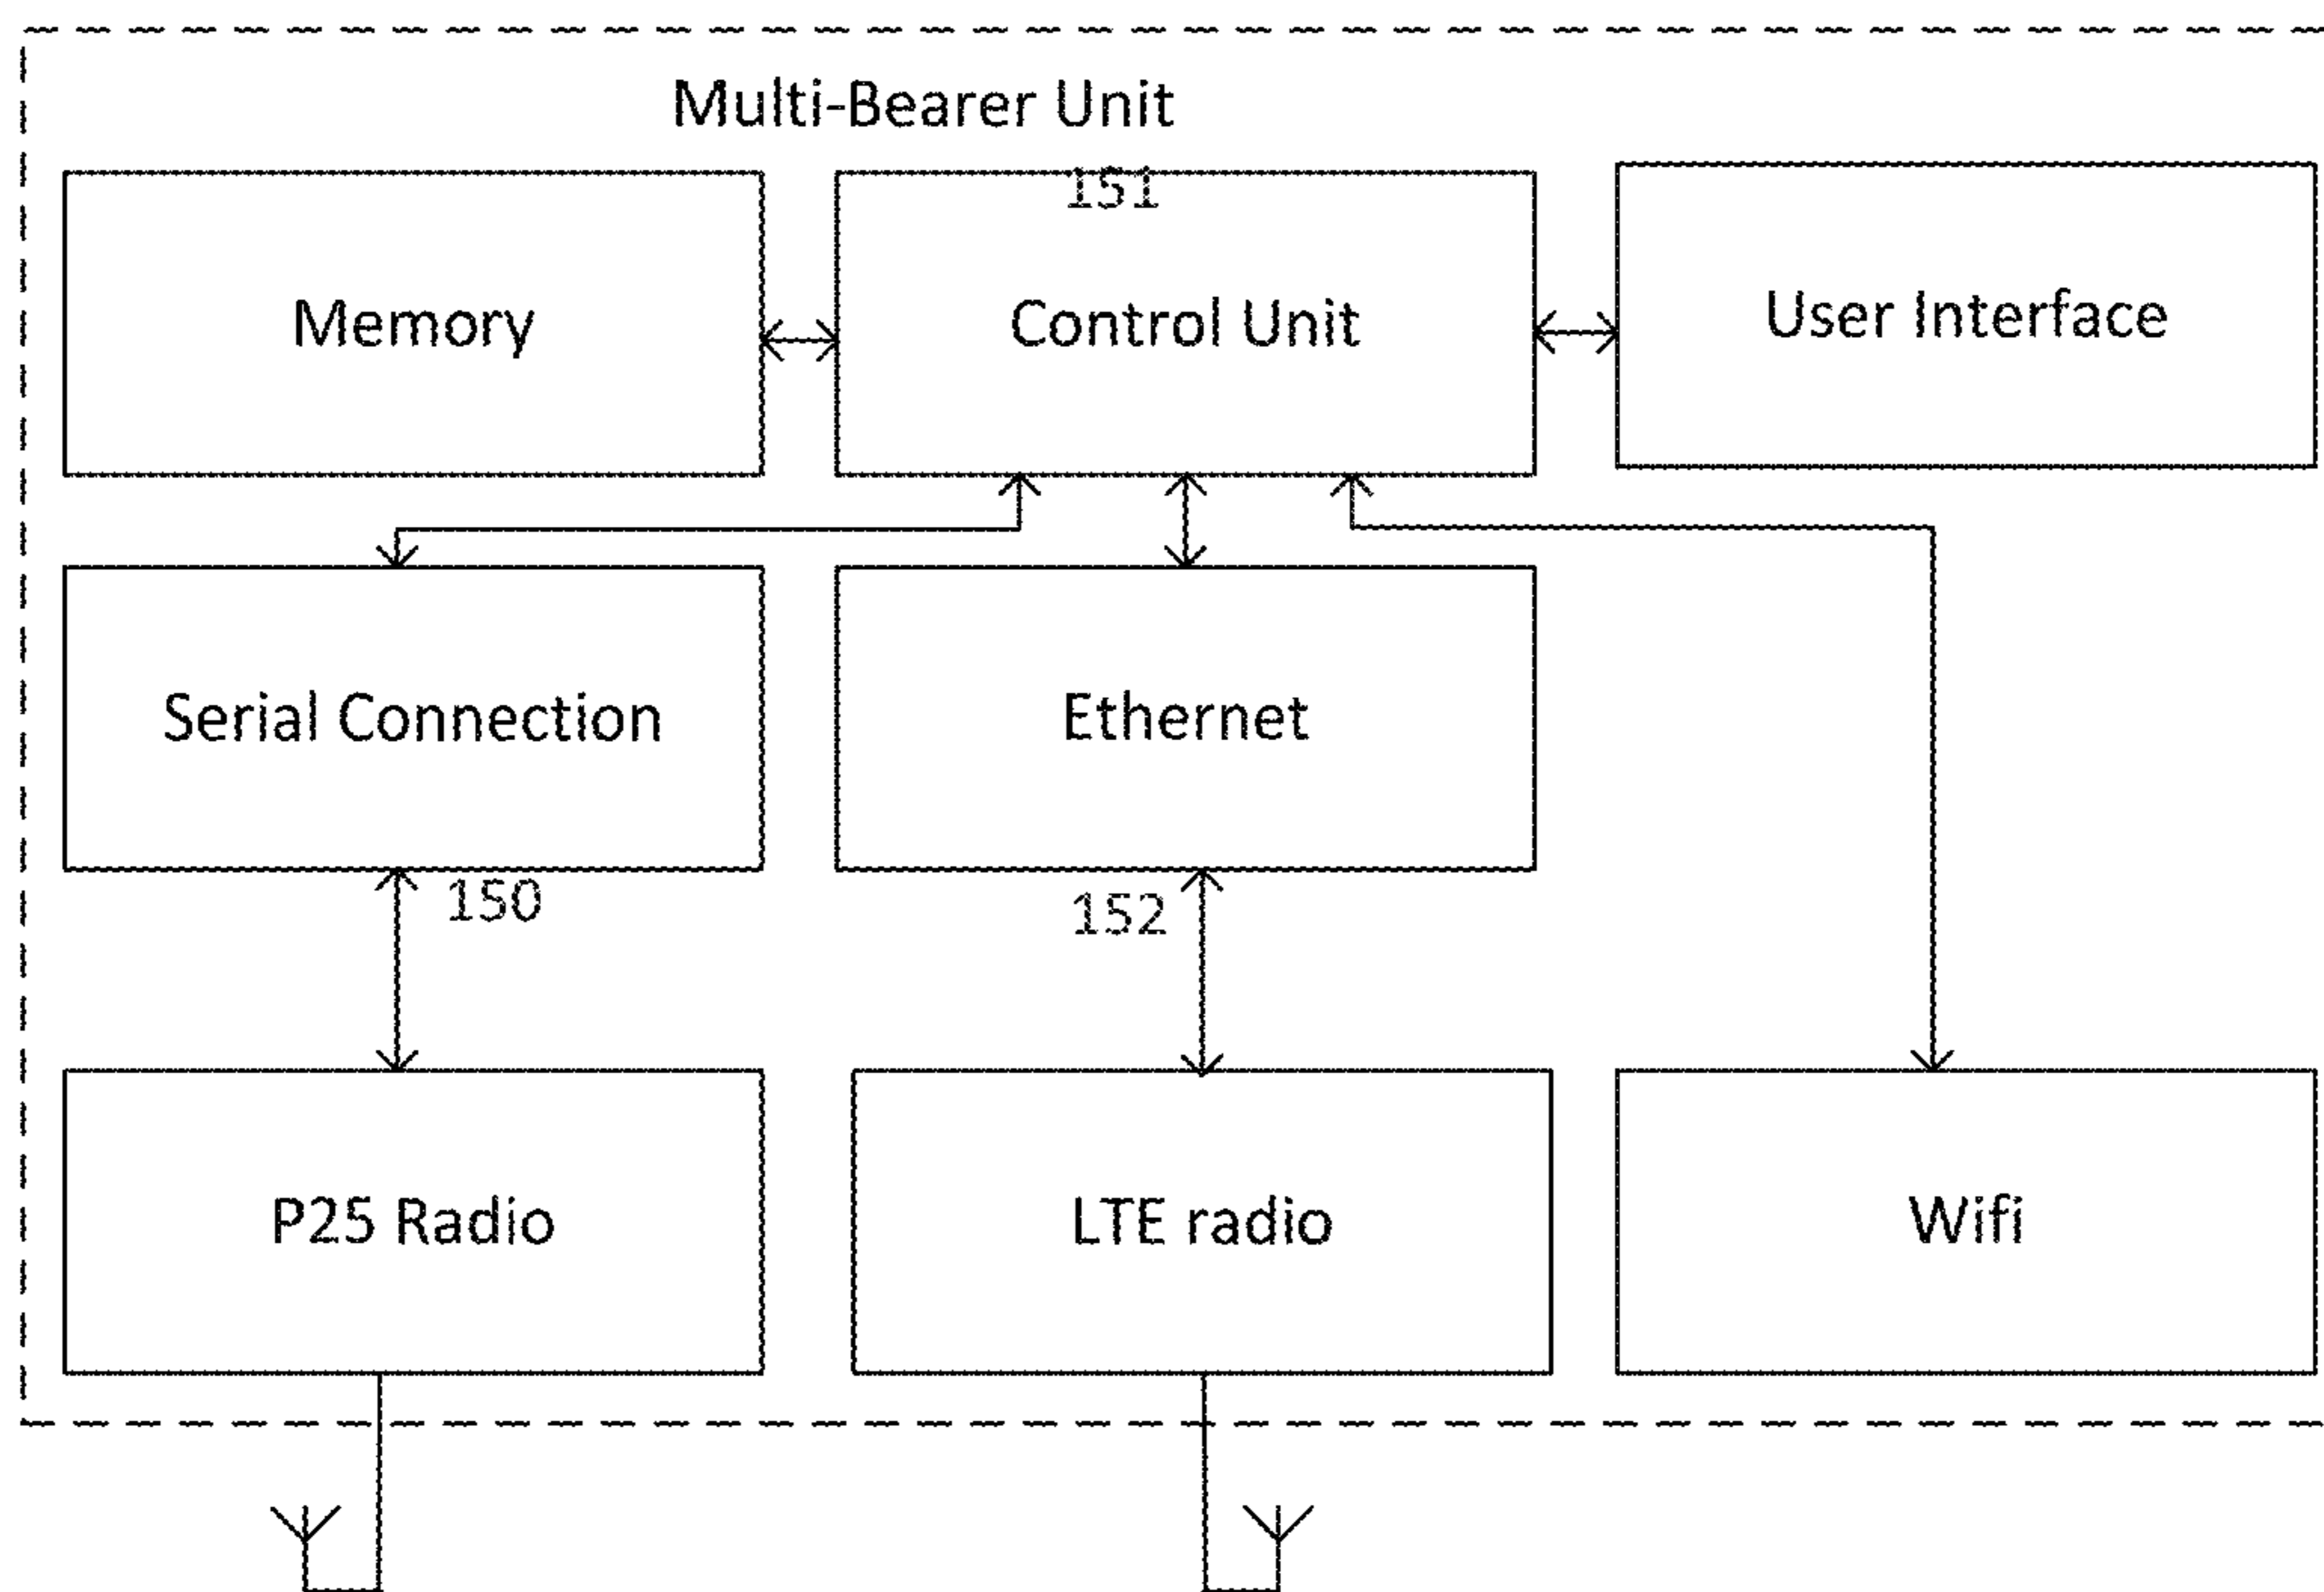 Multi-Bearer Unit
151
Memory
Control Unit
User Interface
Serial Connection
Ethernet
150
152
P25 Radio
LTE radio
Wifi